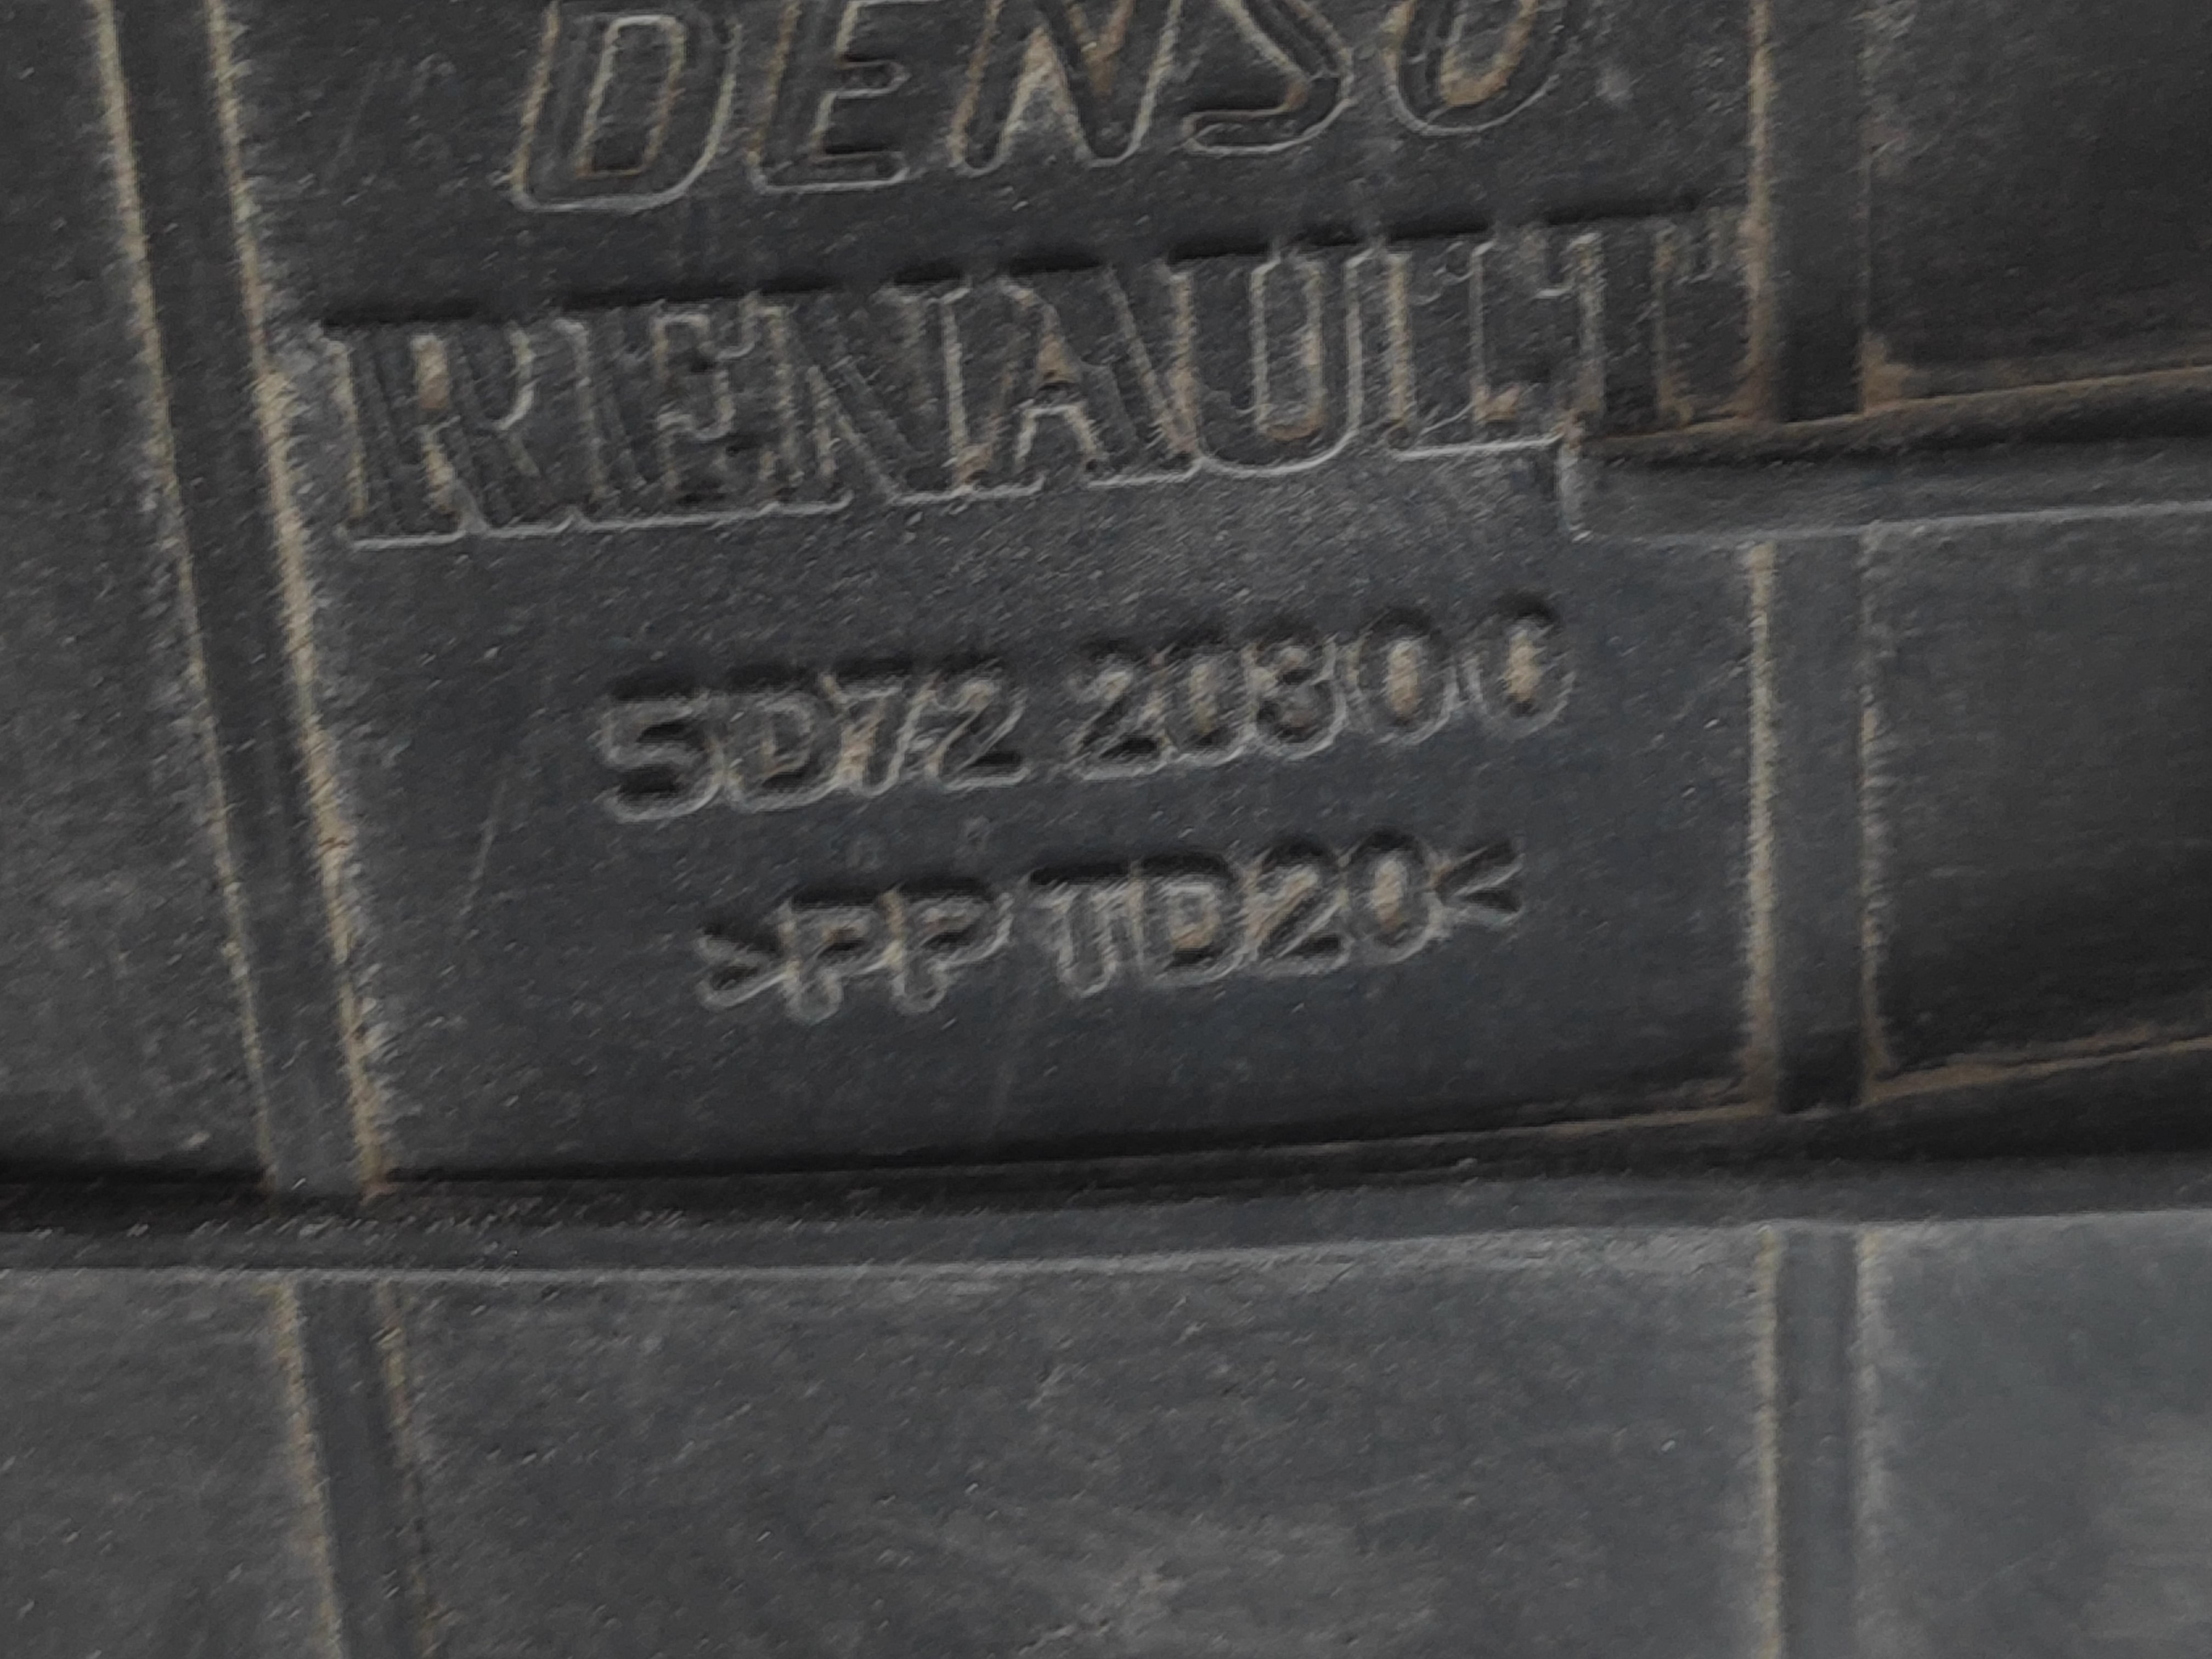 DENSO
RENAULT
5D72 20300
>PP TD20<